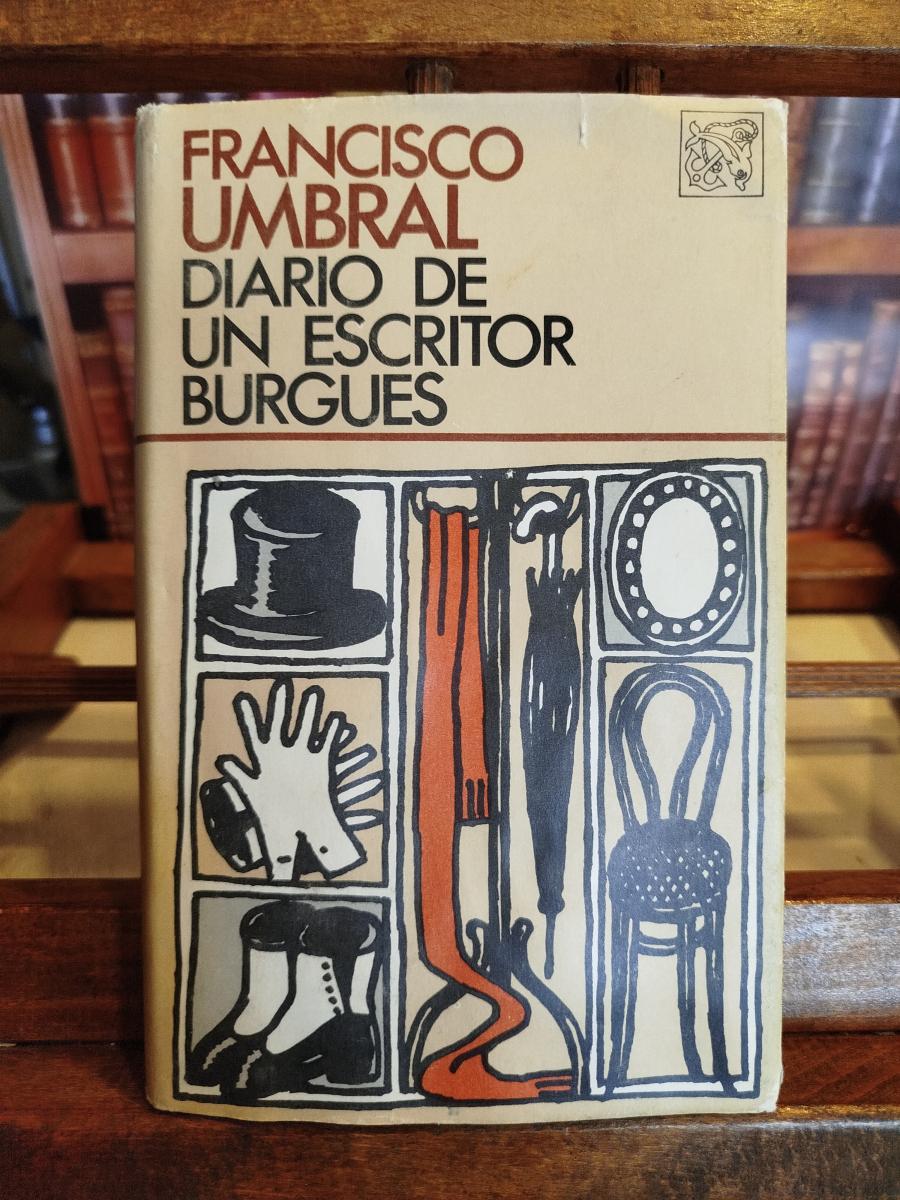 FRANCISCO
UMBRAL
DIARIO DE
UN ESCRITOR
BURGUES